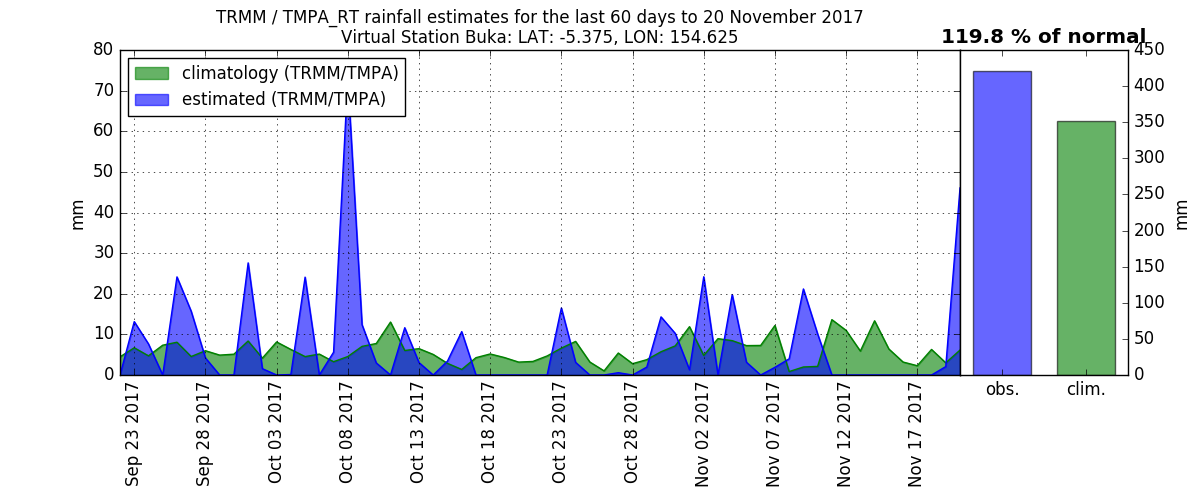 TRMM / TMPA_RT rainfall estimates for the last 60 days to 20 November 2017
Virtual Station Buka: LAT: -5.375, LON: 154.625
119.8 % of normal
climatology (TRMM/TMPA)
estimated (TRMM/TMPA)
mm
80
70
60
50
40
30
20
10
0
Sep 23 2017
Sep 28 2017
Oct 03 2017
Oct 08 2017
Oct 13 2017
Oct 18 2017
Oct 23 2017
Oct 28 2017
Nov 02 2017
Nov 07 2017
Nov 12 2017
Nov 17 2017
obs.
clim.
450
400
350
300
250
200
150
100
50
0
mm